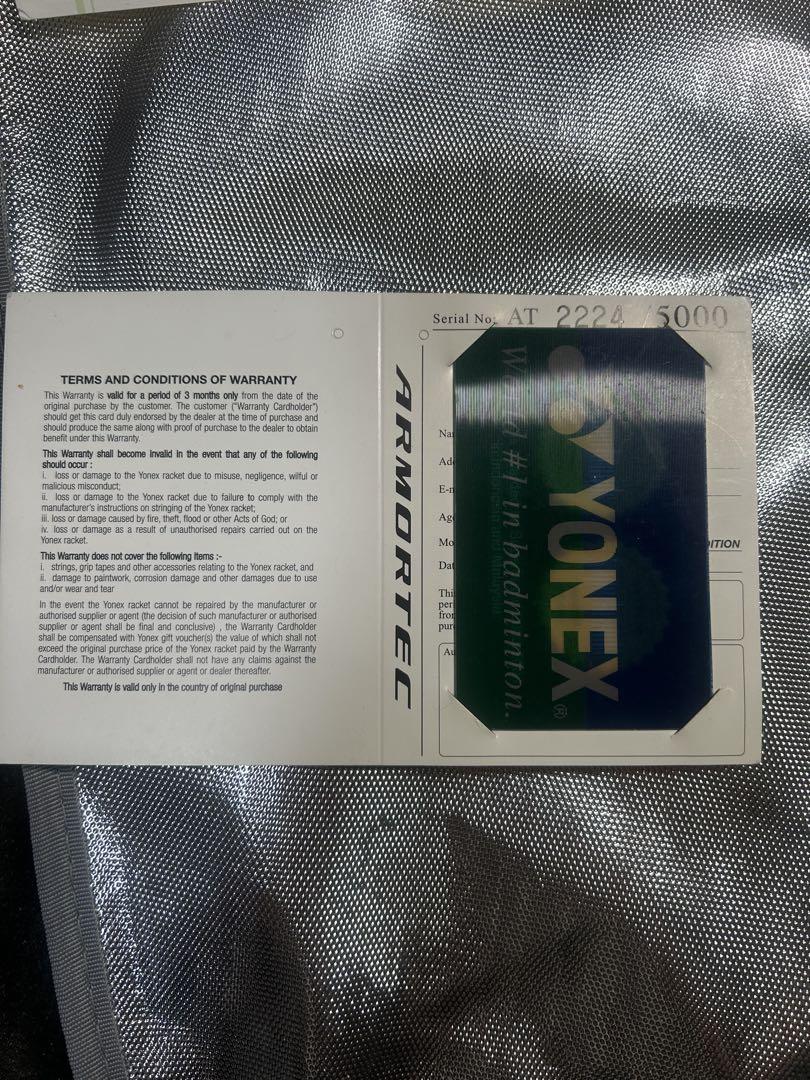 TERMS AND CONDITIONS OF WARRANTY
This Warranty is valid for a period of 3 months only from the date of the
original purchase by the customer. The customer ("Warranty Cardholder")
should get this card duly endorsed by the dealer at the time of purchase and
should produce the same along with proof of purchase to the dealer to obtain
benefit under this Warranty.
This Warranty shall become invalid in the event that any of the following
should occur :
i. loss or damage to the Yonex racket due to misuse, negligence, wilful or
malicious misconduct;
ii. loss or damage to the Yonex racket due to failure to comply with the
manufacturer's instructions on stringing of the Yonex racket;
iii. loss or damage caused by fire, theft, flood or other Acts of God; or
iv. loss or damage as a result of unauthorised repairs carried out on the
Yonex racket.
This Warranty does not cover the following items :-
i. strings, grip tapes and other accessories relating to the Yonex racket, and
ii. damage to paintwork, corrosion damage and other damages due to use
and/or wear and tear
In the event the Yonex racket cannot be repaired by the manufacturer or
authorised supplier or agent (the decision of such manufacturer or authorised
supplier or agent shall be final and conclusive) , the Warranty Cardholder
shall be compensated with Yonex gift voucher(s) the value of which shall not
exceed the original purchase price of the Yonex racket paid by the Warranty
Cardholder. The Warranty Cardholder shall not have any claims against the
manufacturer or authorised supplier or agent or dealer thereafter.
This Warranty is valid only in the country of original purchase
ARMORTEC
Serial No. AT 2224 /5000
YONEX®
World #1 in badminton.
Na
Ad
E-m
Ag
Mo
DITION
Dat
Thi
per
from
pur
Au